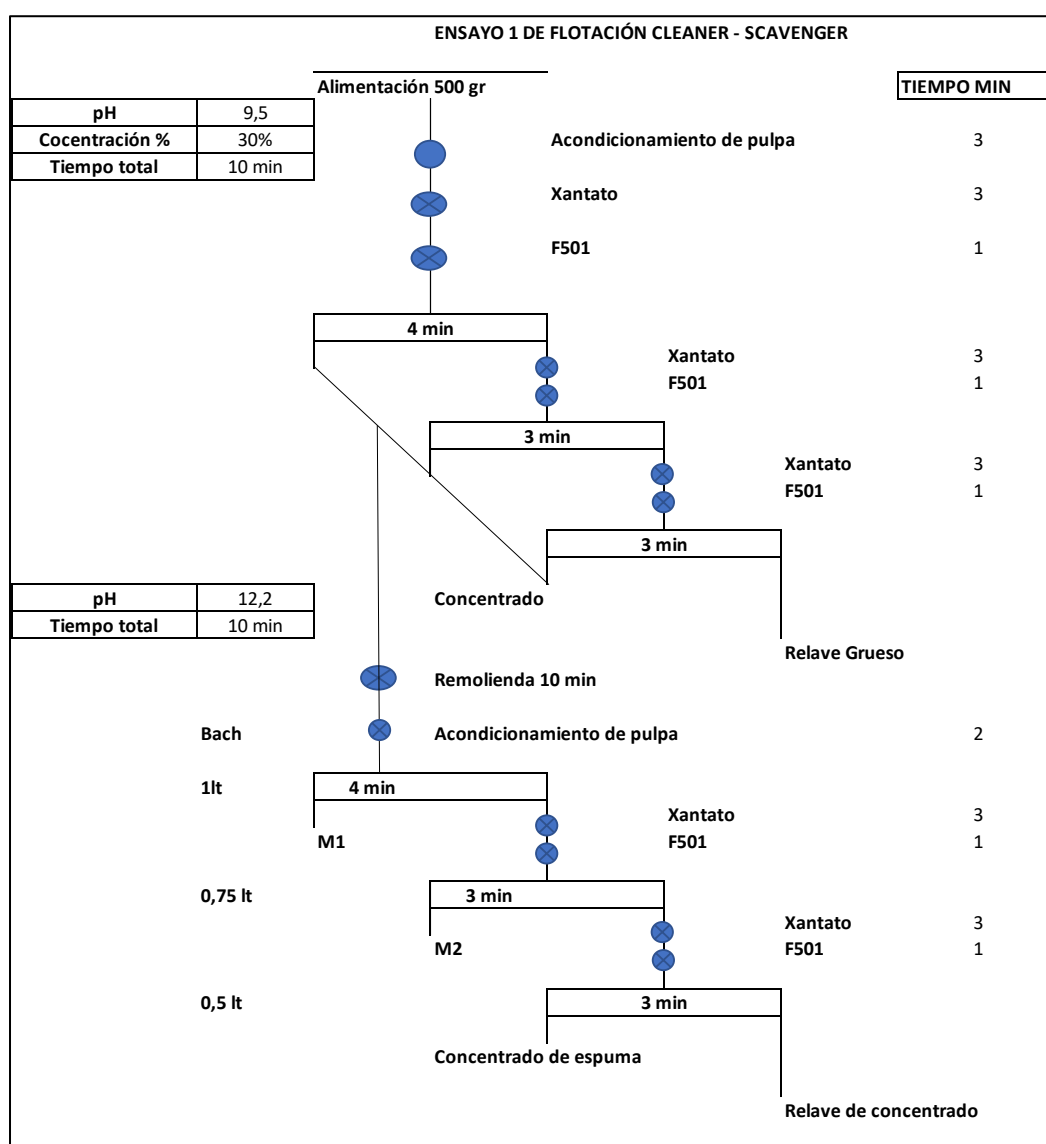 ENSAYO 1 DE FLOTACIÓN CLEANER - SCAVENGER
Alimentación 500 gr TIEMPO MIN
pH 9,5
Cocentración % 30% Acondicionamiento de pulpa 3
Tiempo total 10 min
Xantato 3
F501 1
4 min
Xantato 3
F501 1
3 min
Xantato 3
F501 1
3 min
pH 12,2 Concentrado
Tiempo total 10 min
Relave Grueso
Remolienda 10 min
Bach Acondicionamiento de pulpa 2
1lt 4 min
Xantato 3
M1 F501 1
0,75 lt 3 min
Xantato 3
M2 F501 1
0,5 lt 3 min
Concentrado de espuma
Relave de concentrado